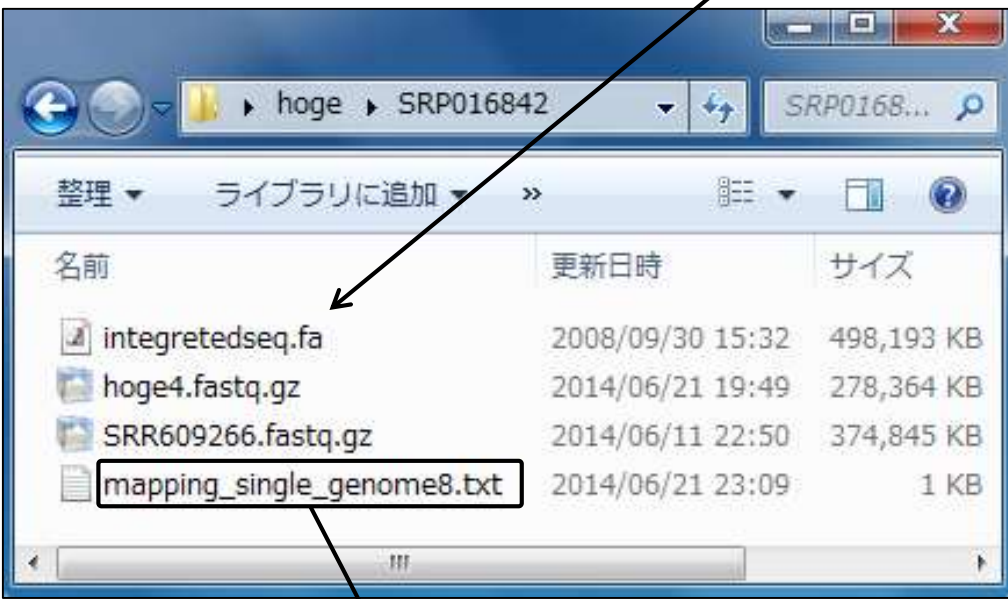 hoge ▸ SRP016842 SRP0168...
整理 ライブラリに追加 »
名前 更新日時 サイズ
integretedseq.fa 2008/09/30 15:32 498,193 KB
hoge4.fastq.gz 2014/06/21 19:49 278,364 KB
SRR609266.fastq.gz 2014/06/11 22:50 374,845 KB
mapping_single_genome8.txt 2014/06/21 23:09 1 KB